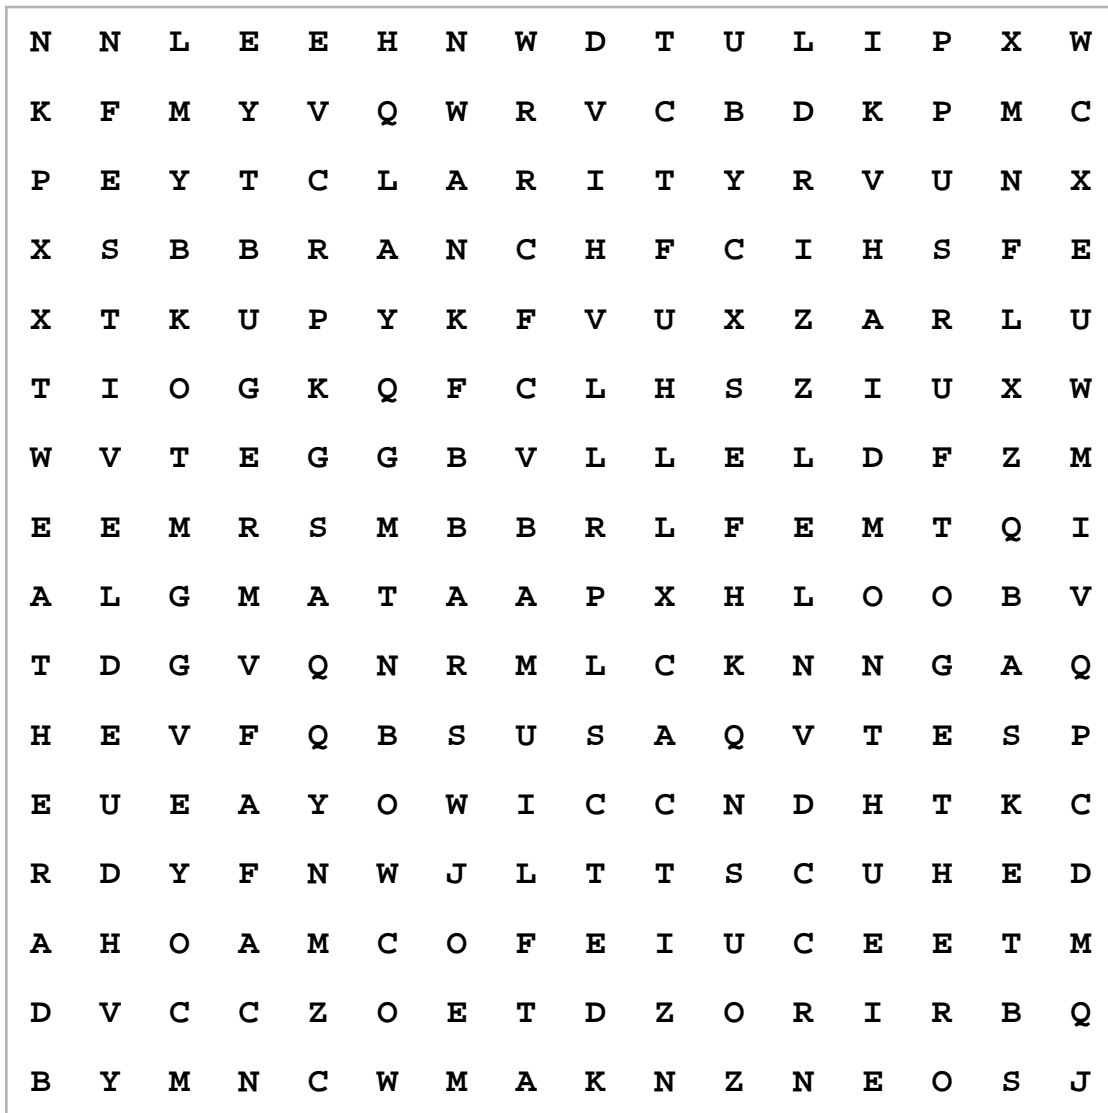 N N L E E H N W D T U L I P X W
K F M Y V Q W R V C B D K P M C
P E Y T C L A R I T Y R V U N X
X S B B R A N C H F C I H S F E
X T K U P Y K F V U X Z A R L U
T I O G K Q F C L H S Z I U X W
W V T E G G B V L L E L D F Z M
E E M R S M B B R L F E M T Q I
A L G M A T A A P X H L O O B V
T D G V Q N R M L C K N N G A Q
H E V F Q B S U S A Q V T E S P
E U E A Y O W I C C N D H T K C
R D Y F N W J L T T S C U H E D
A H O A M C O F E I U C E E T M
D V C C Z O E T D Z O R I R B Q
B Y M N C W M A K N Z N E O S J